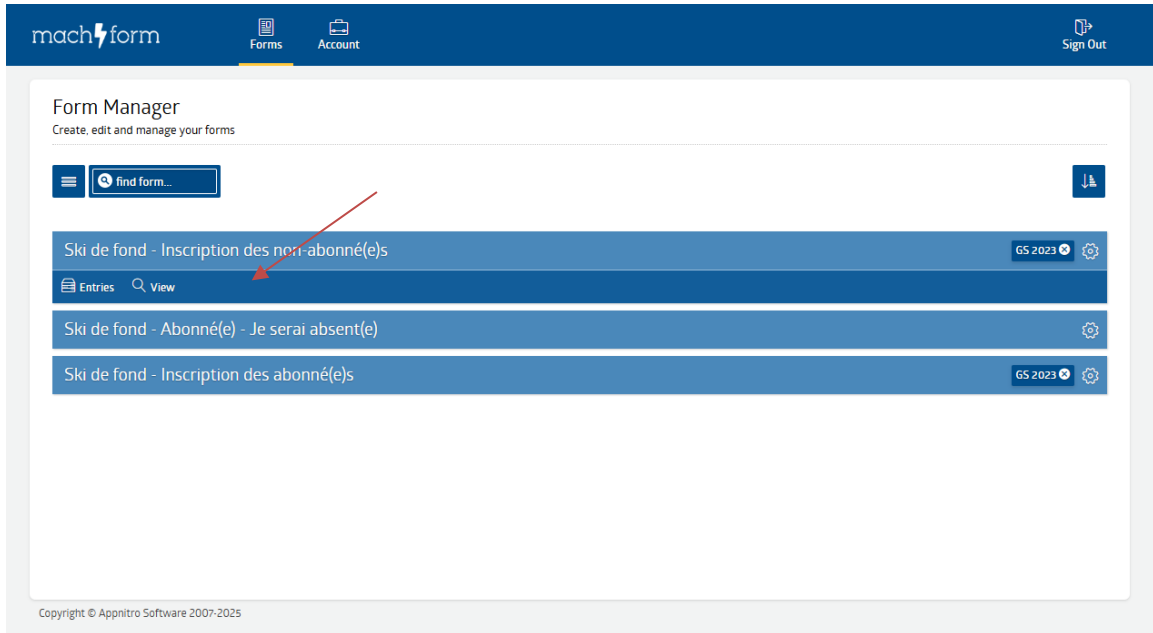 machform
Forms
Account
Sign Out
Form Manager
Create, edit and manage your forms
find form...
Ski de fond - Inscription des non-abonné(e)s
GS 2023
Entries
View
Ski de fond - Abonné(e) - Je serai absent(e)
Ski de fond - Inscription des abonné(e)s
GS 2023
Copyright © Appnitro Software 2007-2025